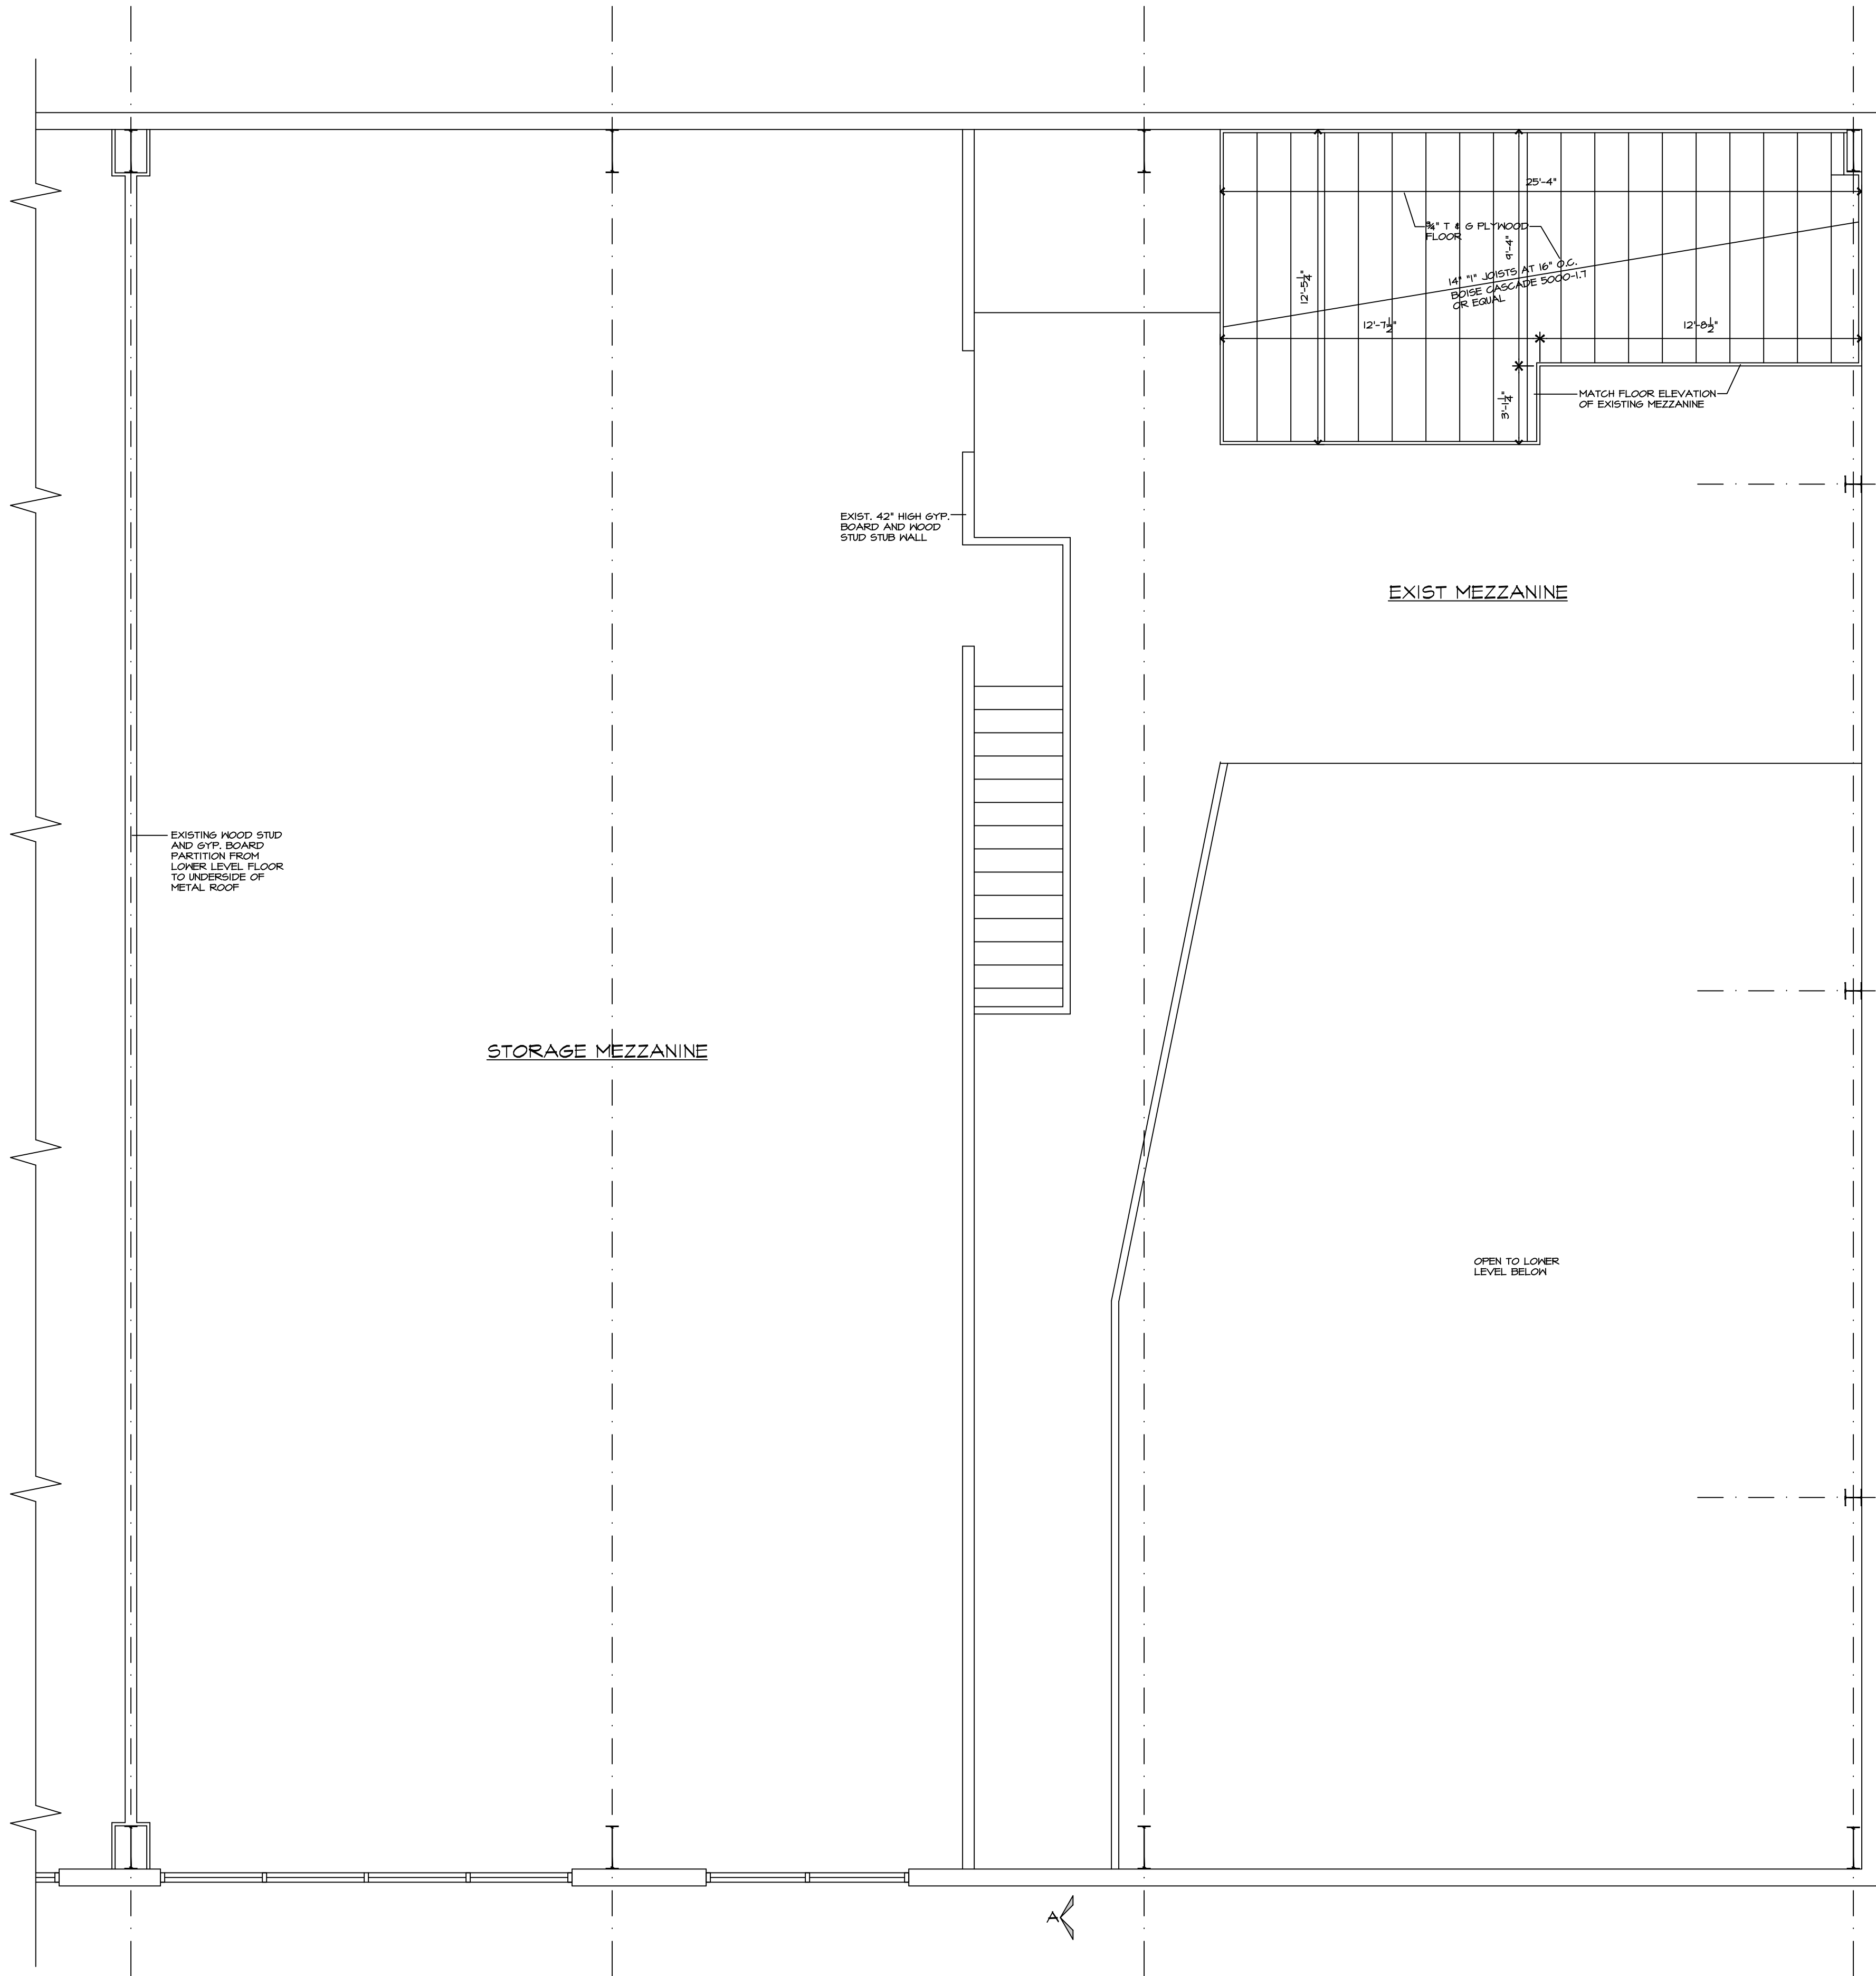 25'-4"
3/4" T & G PLYWOOD
FLOOR
9'-4"
14" "I" JOISTS AT 16" O.C.
BOISE CASCADE 5000-1.7
OR EQUAL
12'-5 1/4"
12'-7 1/2"
12'-8 1/2"
3'-1 1/4"
MATCH FLOOR ELEVATION
OF EXISTING MEZZANINE
EXIST. 42" HIGH GYP.
BOARD AND WOOD
STUD STUB WALL
EXIST MEZZANINE
EXISTING WOOD STUD
AND GYP. BOARD
PARTITION FROM
LOWER LEVEL FLOOR
TO UNDERSIDE OF
METAL ROOF
STORAGE MEZZANINE
OPEN TO LOWER
LEVEL BELOW
A